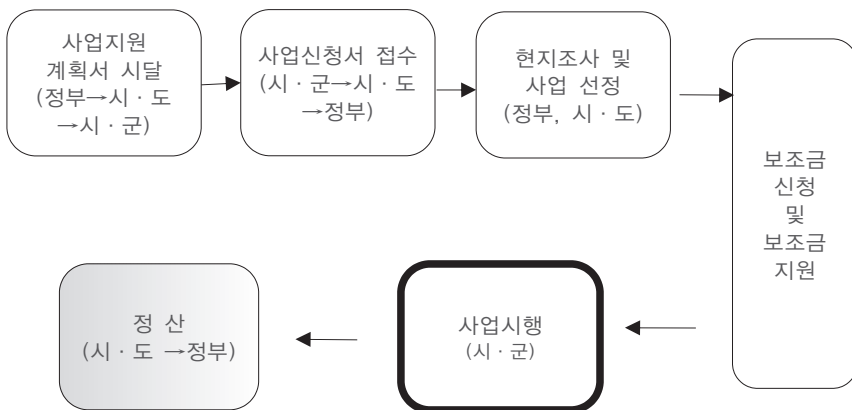 사업지원
계획서 시달
(정부→시 · 도
→시 · 군)
사업신청서 접수
(시 · 군→시 · 도
→정부)
현지조사 및
사업 선정
(정부, 시 · 도)
보조금
신청
및
보조금
지원
사업시행
(시 · 군)
정 산
(시 · 도 →정부)